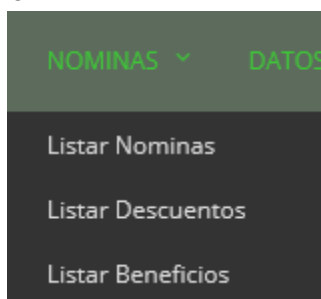 NOMINAS DATOS
Listar Nominas
Listar Descuentos
Listar Beneficios